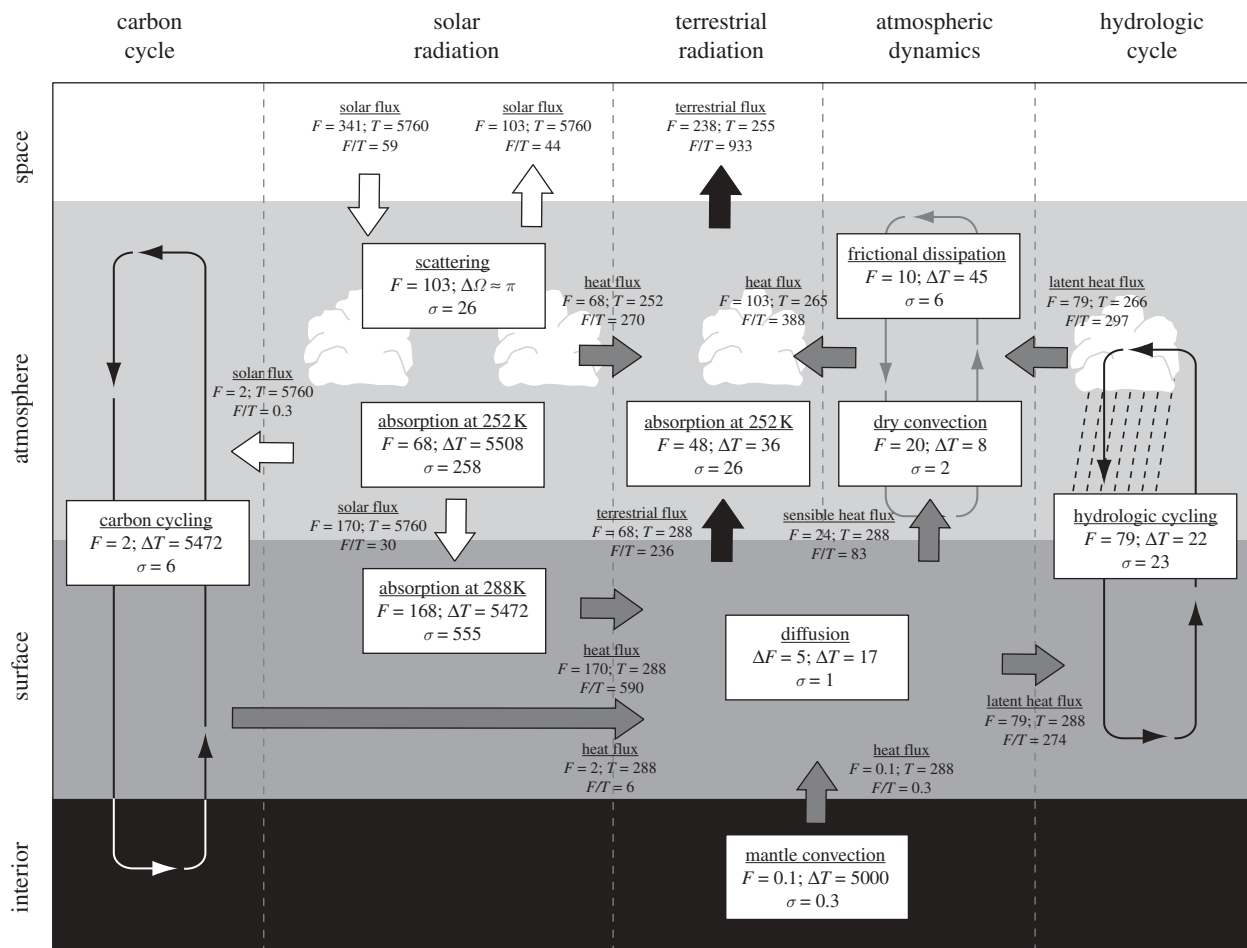 carbon
cycle
solar
radiation
terrestrial
radiation
atmospheric
dynamics
hydrologic
cycle
space
solar flux
F = 341; T = 5760
F/T = 59
solar flux
F = 103; T = 5760
F/T = 44
terrestrial flux
F = 238; T = 255
F/T = 933
atmosphere
scattering
F = 103; ΔΩ ≈ π
σ = 26
heat flux
F = 68; T = 252
F/T = 270
heat flux
F = 103; T = 265
F/T = 388
frictional dissipation
F = 10; ΔT = 45
σ = 6
latent heat flux
F = 79; T = 266
F/T = 297
solar flux
F = 2; T = 5760
F/T = 0.3
absorption at 252 K
F = 68; ΔT = 5508
σ = 258
absorption at 252K
F = 48; ΔT = 36
σ = 26
dry convection
F = 20; ΔT = 8
σ = 2
carbon cycling
F = 2; ΔT = 5472
σ = 6
solar flux
F = 170; T = 5760
F/T = 30
terrestrial flux
F = 68; T = 288
F/T = 236
sensible heat flux
F = 24; T = 288
F/T = 83
hydrologic cycling
F = 79; ΔT = 22
σ = 23
surface
absorption at 288K
F = 168; ΔT = 5472
σ = 555
heat flux
F = 170; T = 288
F/T = 590
diffusion
ΔF = 5; ΔT = 17
σ = 1
latent heat flux
F = 79; T = 288
F/T = 274
heat flux
F = 2; T = 288
F/T = 6
heat flux
F = 0.1; T = 288
F/T = 0.3
interior
mantle convection
F = 0.1; ΔT = 5000
σ = 0.3